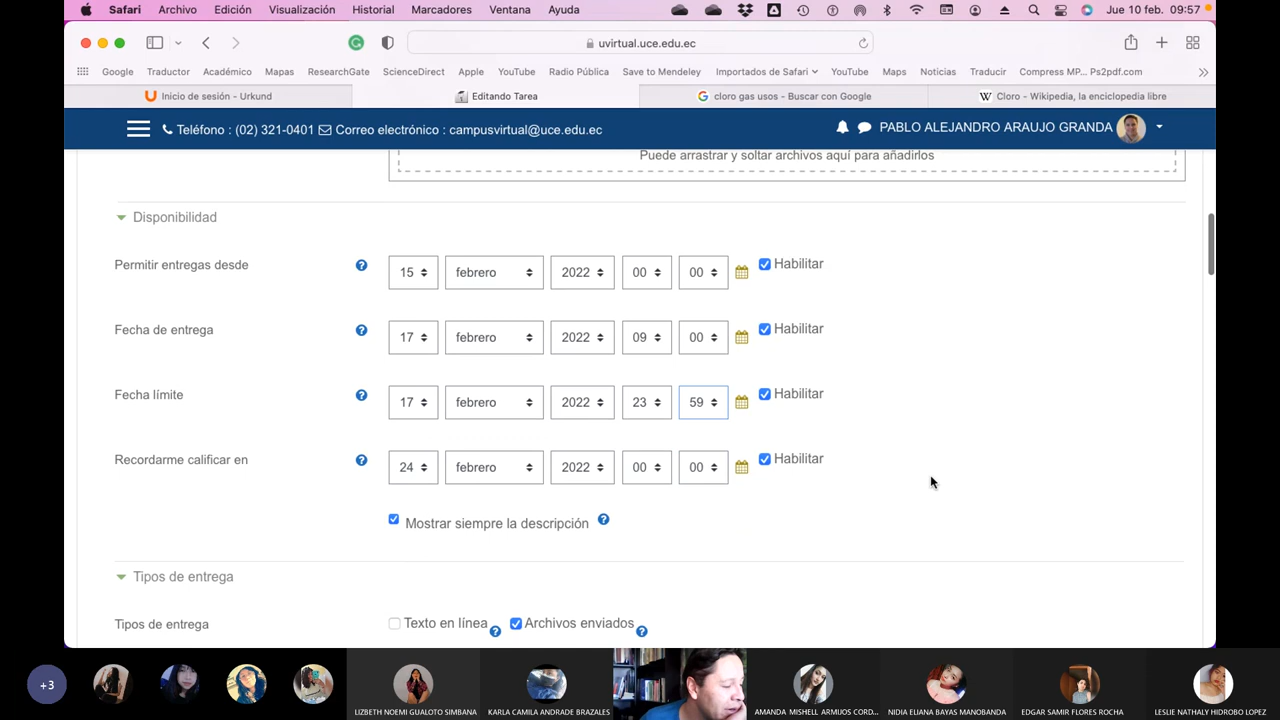 Safari Archivo Edición Visualización Historial Marcadores Ventana Ayuda Jue 10 feb. 09:57
uvirtual.uce.edu.ec
Google Traductor Académico Mapas ResearchGate ScienceDirect Apple YouTube Radio Pública Save to Mendeley Importados de Safari YouTube Maps Noticias Traducir Compress MP... Ps2pdf.com
Inicio de sesión - Urkund Editando Tarea cloro gas usos - Buscar con Google Cloro - Wikipedia, la enciclopedia libre
Teléfono : (02) 321-0401 Correo electrónico : campusvirtual@uce.edu.ec PABLO ALEJANDRO ARAUJO GRANDA
Puede arrastrar y soltar archivos aquí para añadirlos
Disponibilidad
Permitir entregas desde 15 febrero 2022 00 00 Habilitar
Fecha de entrega 17 febrero 2022 09 00 Habilitar
Fecha límite 17 febrero 2022 23 59 Habilitar
Recordarme calificar en 24 febrero 2022 00 00 Habilitar
Mostrar siempre la descripción
Tipos de entrega
Tipos de entrega Texto en línea Archivos enviados
+3 LIZBETH NOEMI GUALOTO SIMBANA KARLA CAMILA ANDRADE BRAZALES AMANDA MISHELL ARMIJOS CORD... NIDIA ELIANA BAYAS MANOBANDA EDGAR SAMIR FLORES ROCHA LESLIE NATHALY HIDROBO LOPEZ